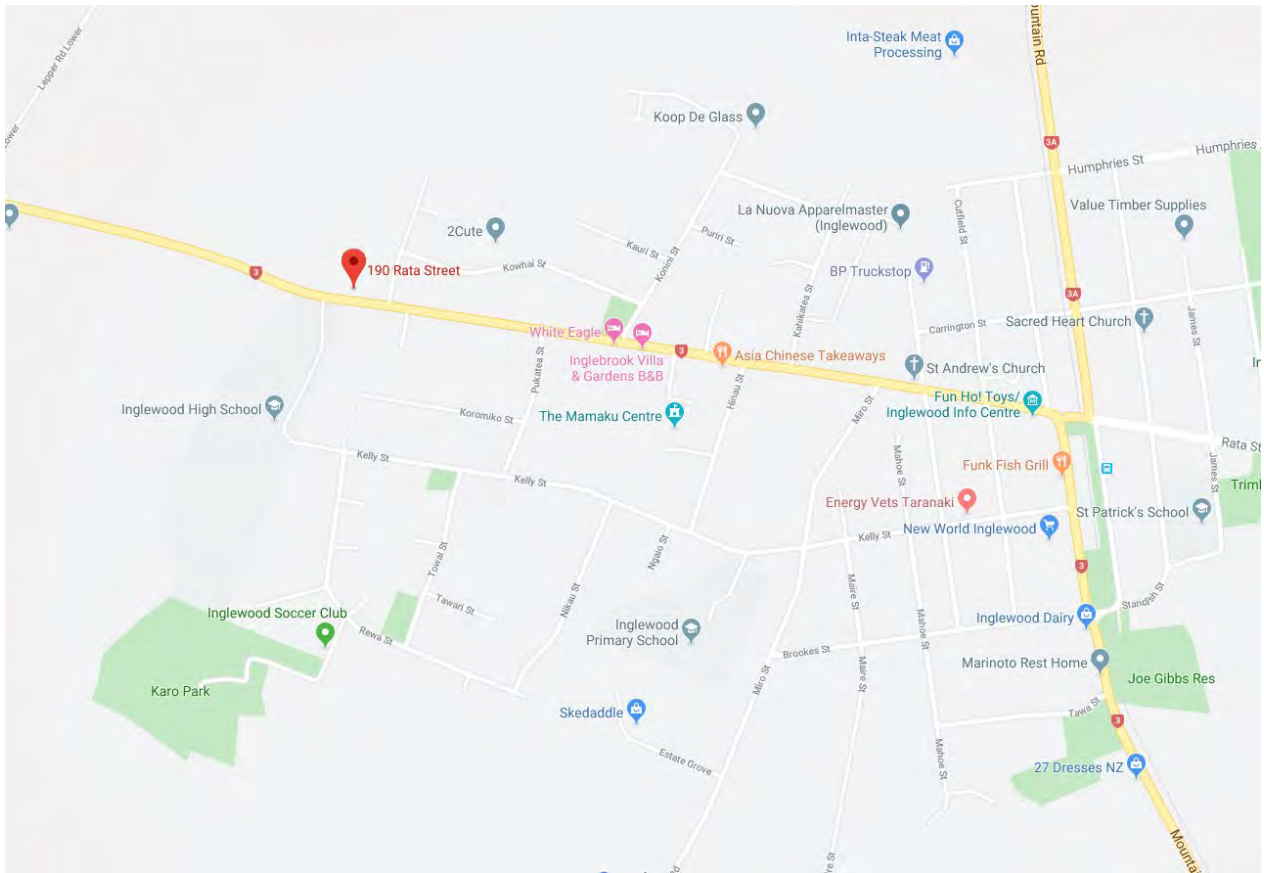 Lepper Rd Lower
Lower
Inta-Steak Meat
Processing
Mountain Rd
Koop De Glass
3A
Humphries St
Humphries
La Nuova Apparelmaster
(Inglewood)
Cutfield St
Value Timber Supplies
2Cute
Kauri St
Puriri St
Konini St
Kowhai St
BP Truckstop
3
190 Rata Street
Kahikatea St
3A
Carrington St
Sacred Heart Church
James St
White Eagle
Inglebrook Villa
& Gardens B&B
3
Asia Chinese Takeaways
St Andrew's Church
Pukatea St
Hinau St
Miro St
Fun Ho! Toys/
Inglewood Info Centre
Inglewood High School
Koromiko St
The Mamaku Centre
Rata St
Mahoe St
Kelly St
Funk Fish Grill
James St
Kelly St
Energy Vets Taranaki
St Patrick's School
New World Inglewood
Kelly St
Ngaio St
Towai St
Tawari St
Nikau St
3
Maire St
Standish St
Inglewood Soccer Club
Rewa St
Inglewood
Primary School
Mahoe St
Inglewood Dairy
Brookes St
Miro St
Maire St
Marinoto Rest Home
Joe Gibbs Res
Karo Park
Skedaddle
Tawa St
3
Estate Grove
Mahoe St
27 Dresses NZ